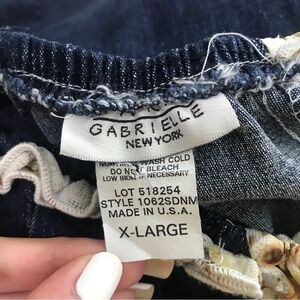 GABRIELLE
NEW YORK
WASH COLD
DO NOT BLEACH
LOW IRON IF NECESSARY
LOT 518254
STYLE 1062SDNM
MADE IN U.S.A.
X-LARGE